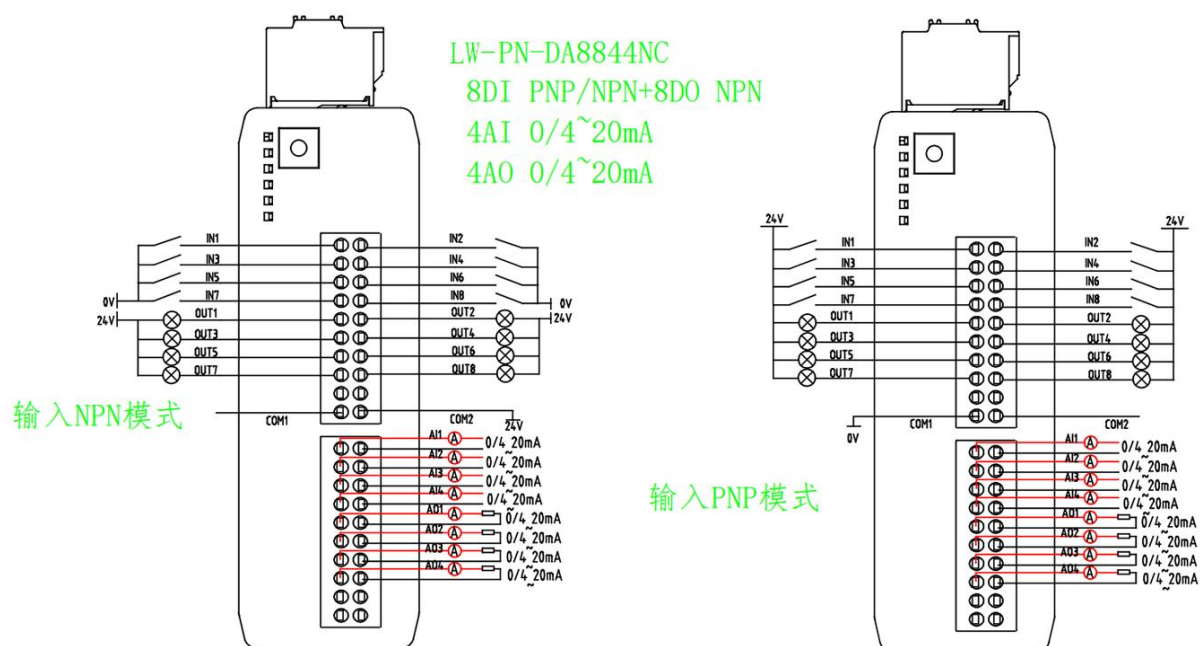 LW-PN-DA8844NC
8DI PNP/NPN+8DO NPN
4AI 0/4~20mA
4AO 0/4~20mA
IN1 IN2
IN3 IN4
IN5 IN6
IN7 IN8
0V 0V
24V OUT1 OUT2 24V
OUT3 OUT4
OUT5 OUT6
OUT7 OUT8
输入NPN模式
COM1 COM2 24V
AI1 A 0/4~20mA
AI2 A 0/4~20mA
AI3 A 0/4~20mA
AI4 A 0/4~20mA
AO1 A 0/4~20mA
AO2 A 0/4~20mA
AO3 A 0/4~20mA
AO4 A 0/4~20mA
24V 24V
IN1 IN2
IN3 IN4
IN5 IN6
IN7 IN8
OUT1 OUT2
OUT3 OUT4
OUT5 OUT6
OUT7 OUT8
0V COM1 COM2
输入PNP模式
AI1 A 0/4~20mA
AI2 A 0/4~20mA
AI3 A 0/4~20mA
AI4 A 0/4~20mA
AO1 A 0/4~20mA
AO2 A 0/4~20mA
AO3 A 0/4~20mA
AO4 A 0/4~20mA